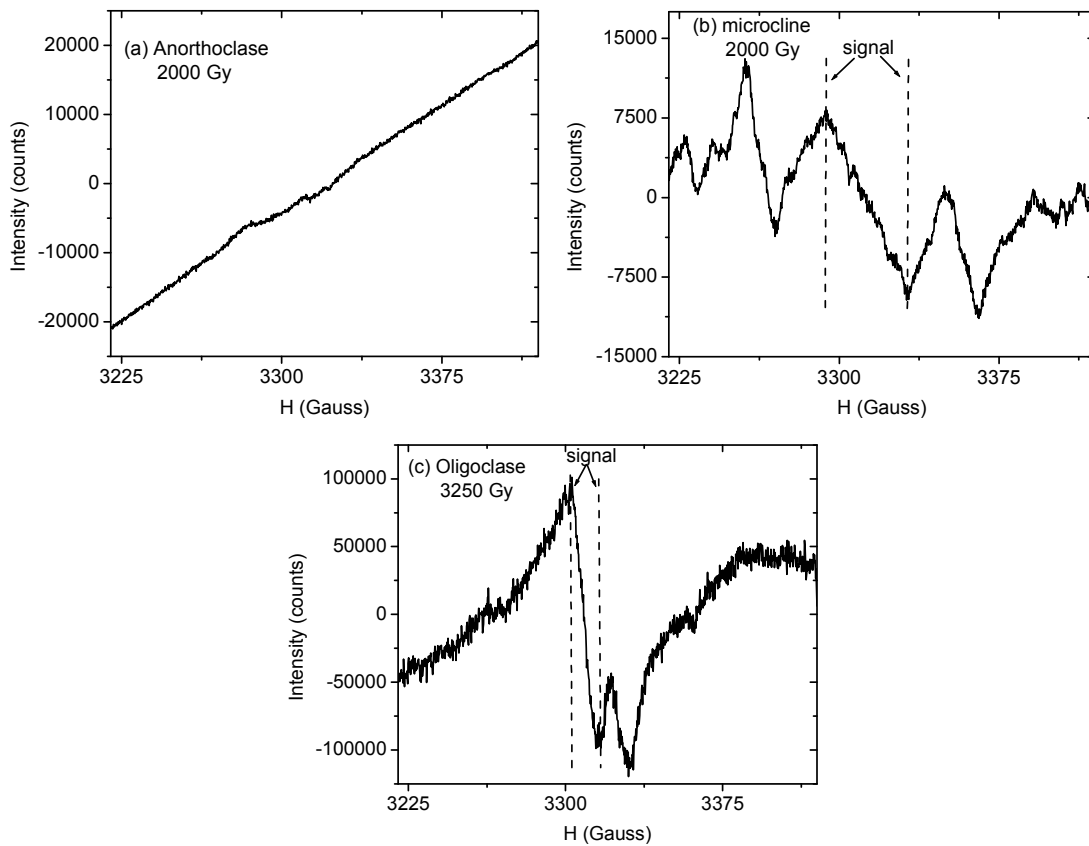 (a) Anorthoclase
2000 Gy
20000
10000
0
-10000
-20000
Intensity (counts)
3225
3300
3375
H (Gauss)
(b) microcline
2000 Gy
signal
15000
7500
0
-7500
-15000
Intensity (counts)
3225
3300
3375
H (Gauss)
(c) Oligoclase
3250 Gy
signal
100000
50000
0
-50000
-100000
Intensity (counts)
3225
3300
3375
H (Gauss)